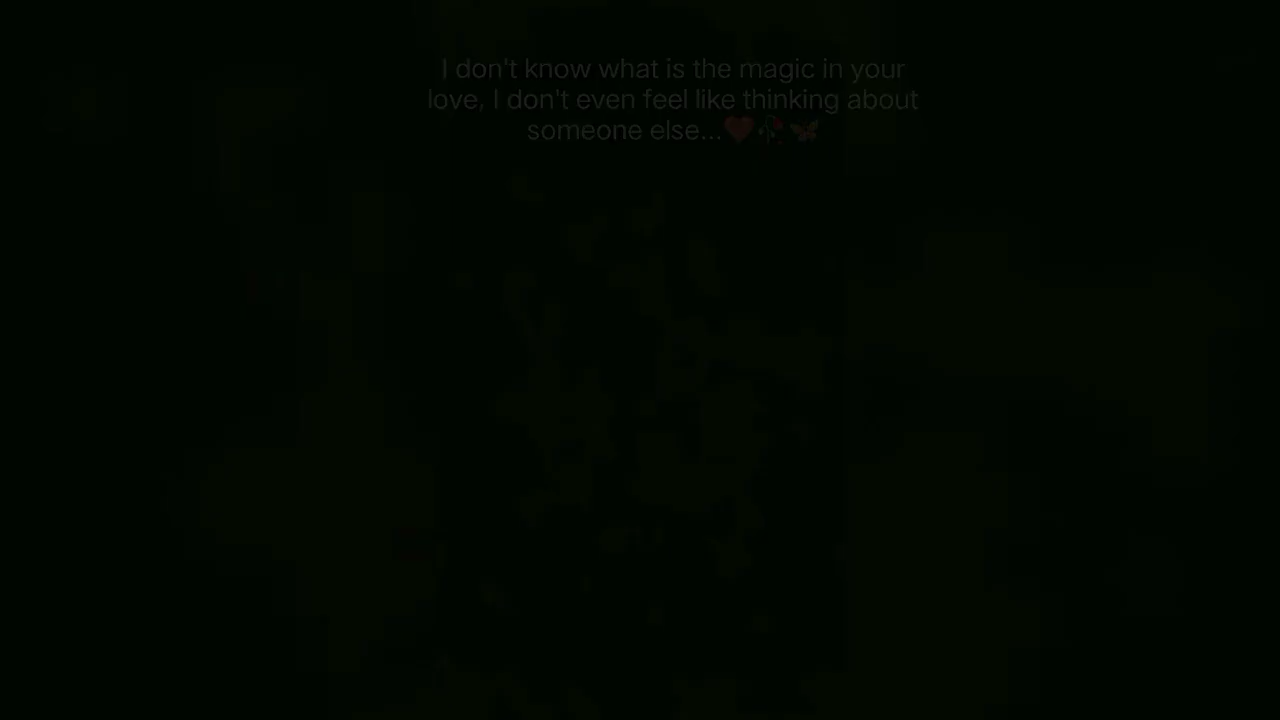 I don't know what is the magic in your
love, I don't even feel like thinking about
someone else...❤️🥀🦋